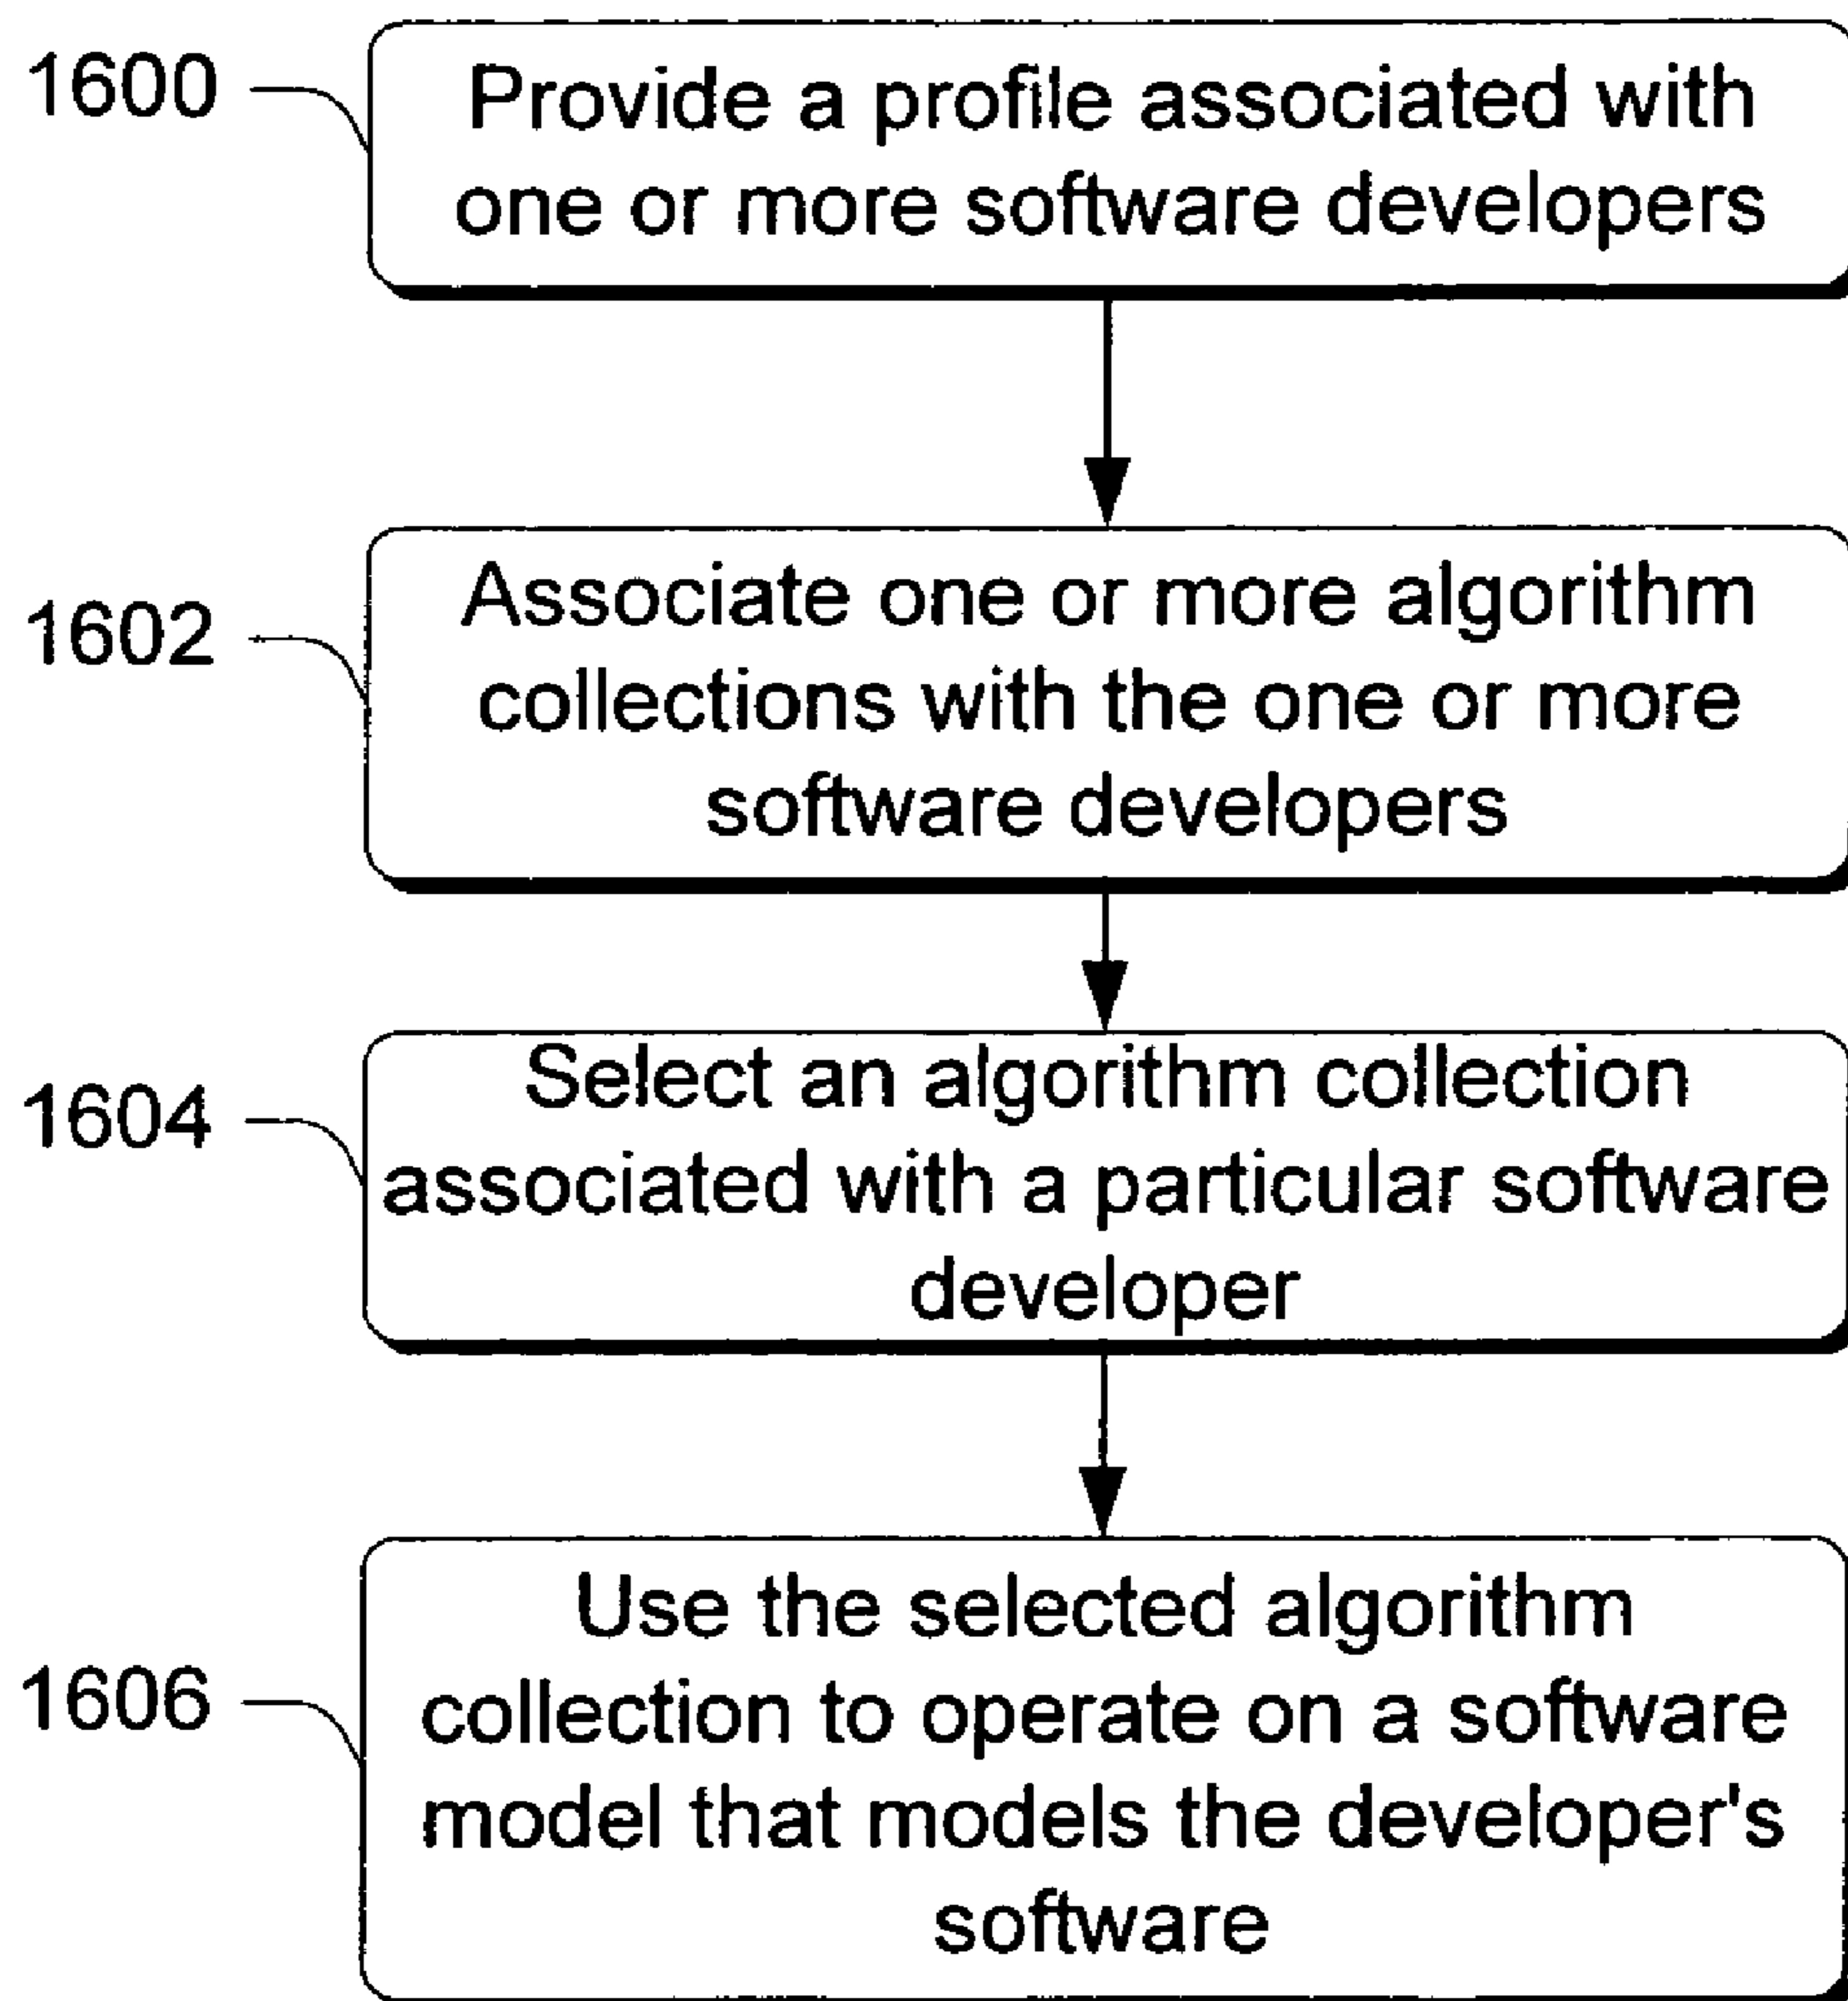 1600
Provide a profile associated with
one or more software developers
1602
Associate one or more algorithm
collections with the one or more
software developers
1604
Select an algorithm collection
associated with a particular software
developer
1606
Use the selected algorithm
collection to operate on a software
model that models the developer's
software